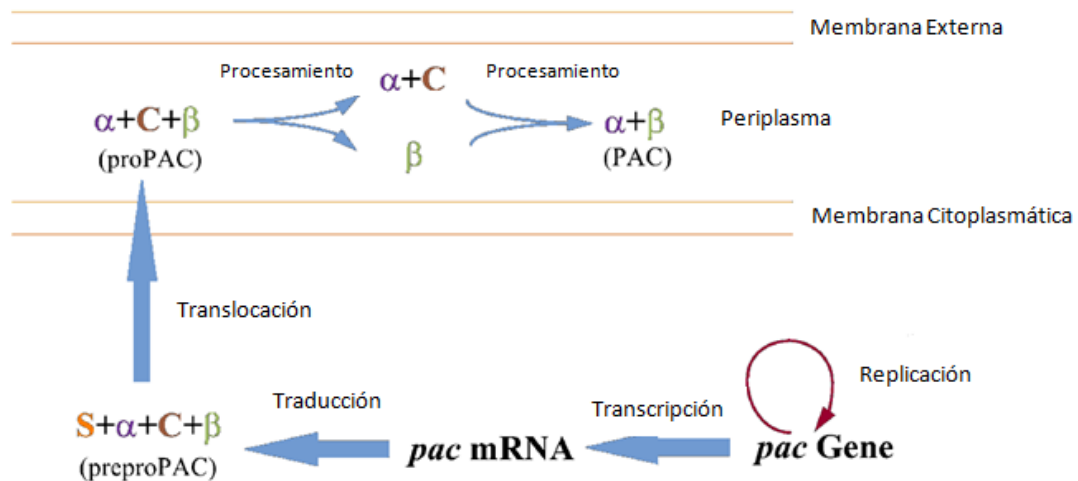 Membrana Externa
Procesamiento
Procesamiento
α+C
α+C+β
(proPAC)
β
α+β
(PAC)
Periplasma
Membrana Citoplasmática
Translocación
Replicación
Traducción
Transcripción
S+α+C+β
(preproPAC)
pac mRNA
pac Gene